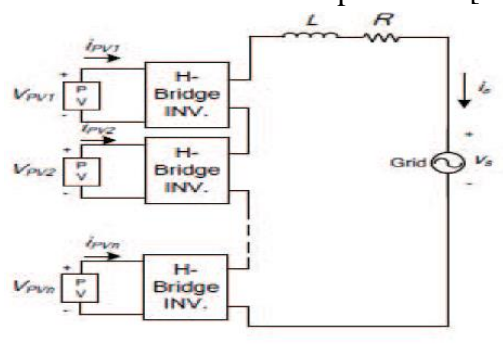 L R
i_PV1
V_PV1 + - P V
H-
Bridge
INV.
i_s
i_PV2
V_PV2 + - P V
H-
Bridge
INV.
Grid + V_s -
i_PVn
V_PVn + - P V
H-
Bridge
INV.